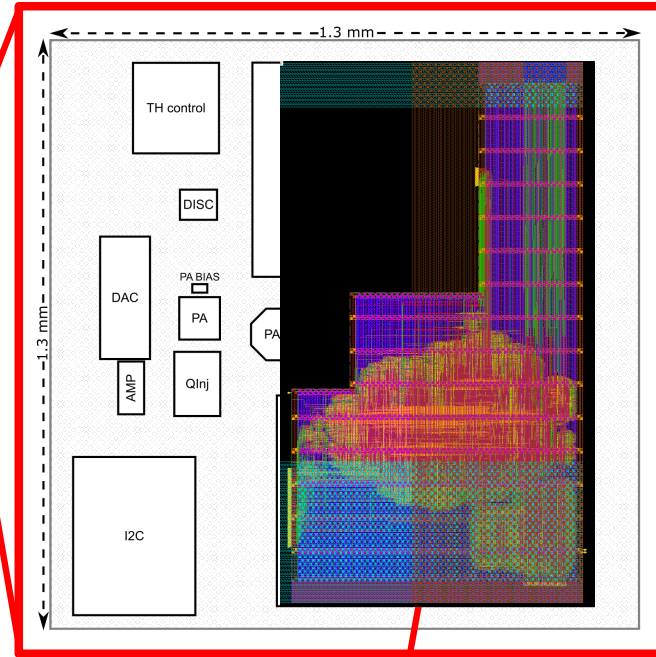 1.3 mm
TH control
DISC
PA BIAS
DAC
PA
PA
1.3 mm
QInj
AMP
I2C